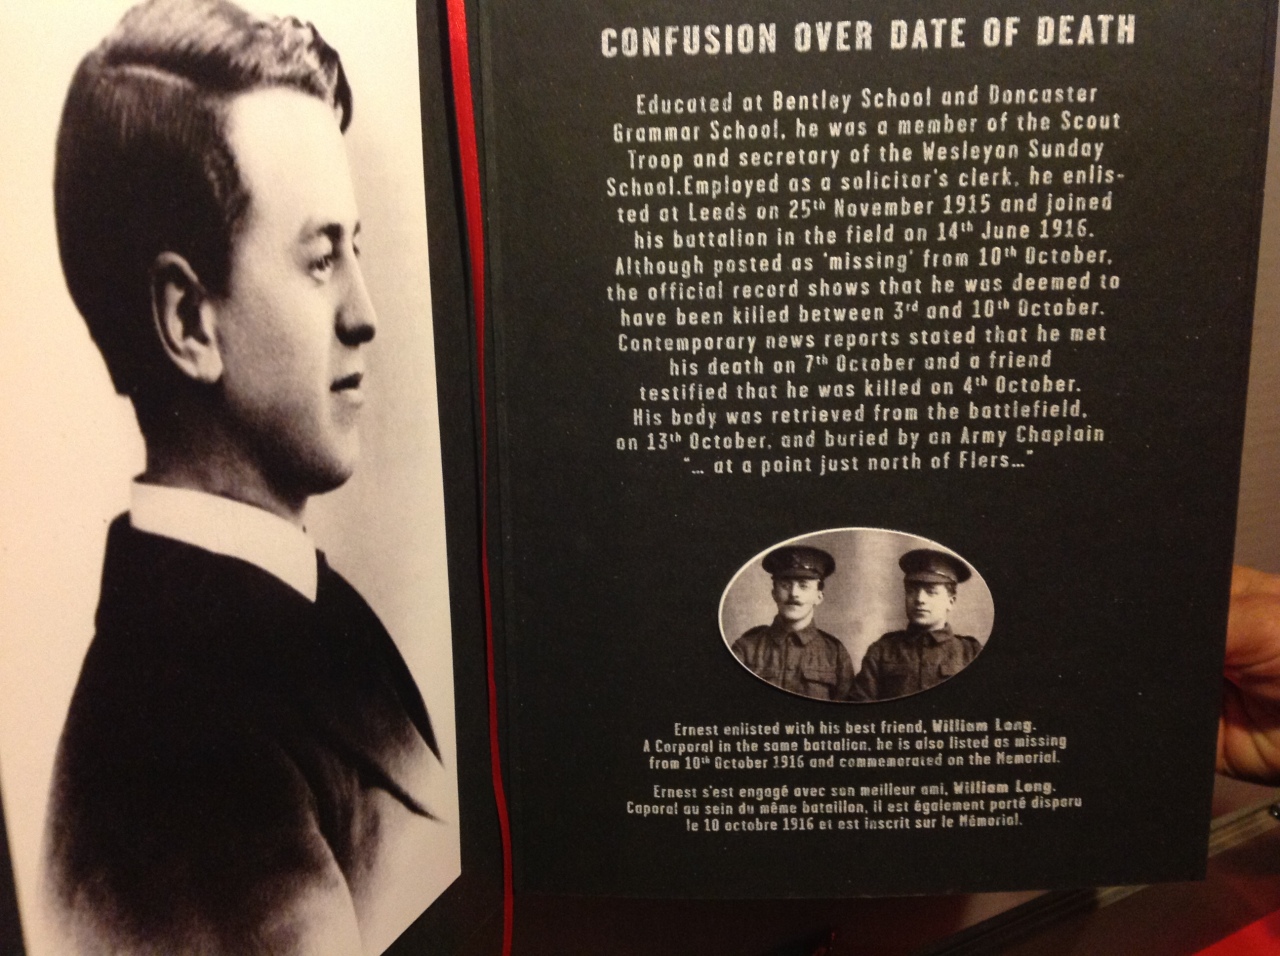 CONFUSION OVER DATE OF DEATH
Educated at Bentley School and Doncaster
Grammar School, he was a member of the Scout
Troop and secretary of the Wesleyan Sunday
School.Employed as a solicitor's clerk, he enlis-
ted at Leeds on 25th November 1915 and joined
his battalion in the field on 14th June 1916.
Although posted as 'missing' from 10th October,
the official record shows that he was deemed to
have been killed between 3rd and 10th October.
Contemporary news reports stated that he met
his death on 7th October and a friend
testified that he was killed on 4th October.
His body was retrieved from the battlefield,
on 13th October, and buried by an Army Chaplain
"... at a point just north of Flers..."
Ernest enlisted with his best friend, William Long.
A Corporal in the same battalion, he is also listed as missing
from 10th October 1916 and commemorated on the Memorial.
Ernest s'est engagé avec son meilleur ami, William Long.
Caporal au sein du même bataillon, il est également porté disparu
le 10 octobre 1916 et est inscrit sur le Mémorial.